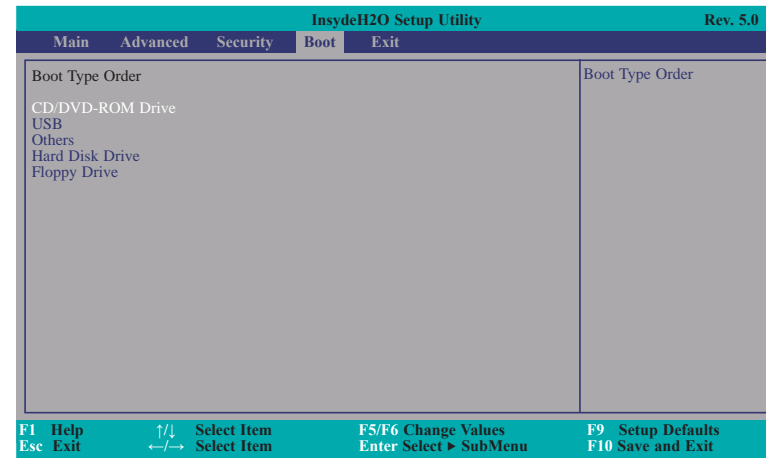 InsydeH2O Setup Utility Rev. 5.0
Main Advanced Security Boot Exit
Boot Type Order Boot Type Order
CD/DVD-ROM Drive
USB
Others
Hard Disk Drive
Floppy Drive
F1 Help ↑/↓ Select Item F5/F6 Change Values F9 Setup Defaults
Esc Exit ←/→ Select Item Enter Select ▶ SubMenu F10 Save and Exit